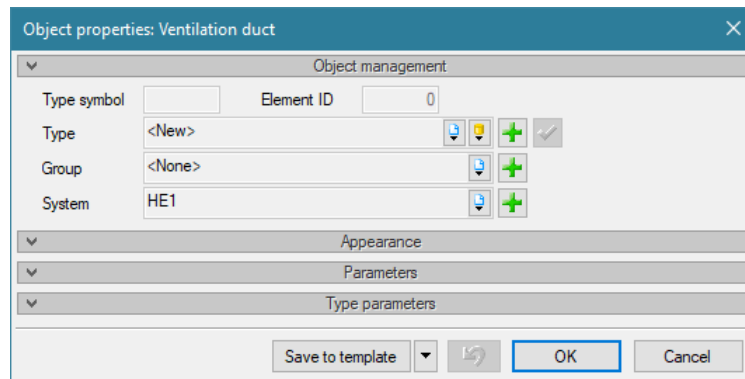 Object properties: Ventilation duct
Object management
Type symbol Element ID 0
Type <New>
Group <None>
System HE1
Appearance
Parameters
Type parameters
Save to template OK Cancel